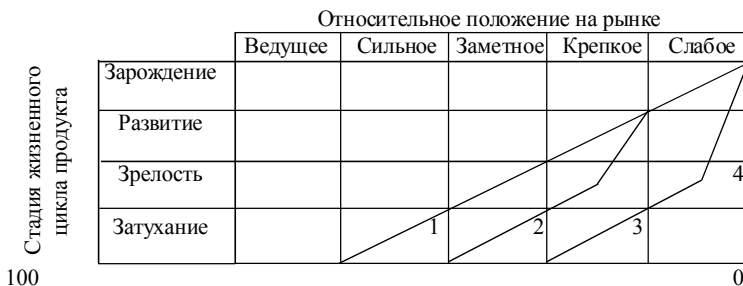 Относительное положение на рынке
Ведущее Сильное Заметное Крепкое Слабое
Стадия жизненного
цикла продукта
Зарождение
Развитие
Зрелость 4
Затухание 1 2 3
100 0